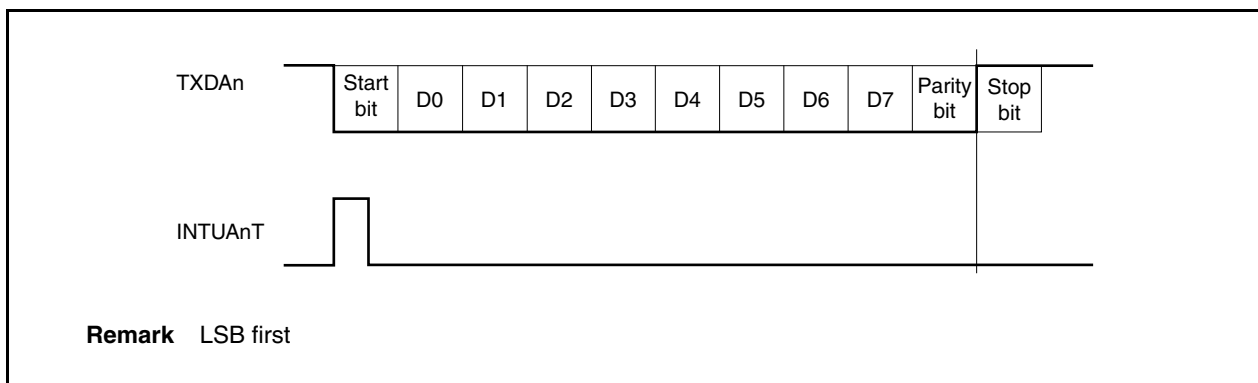 TXDAn
Start bit
D0
D1
D2
D3
D4
D5
D6
D7
Parity bit
Stop bit
INTUAnT
Remark LSB first